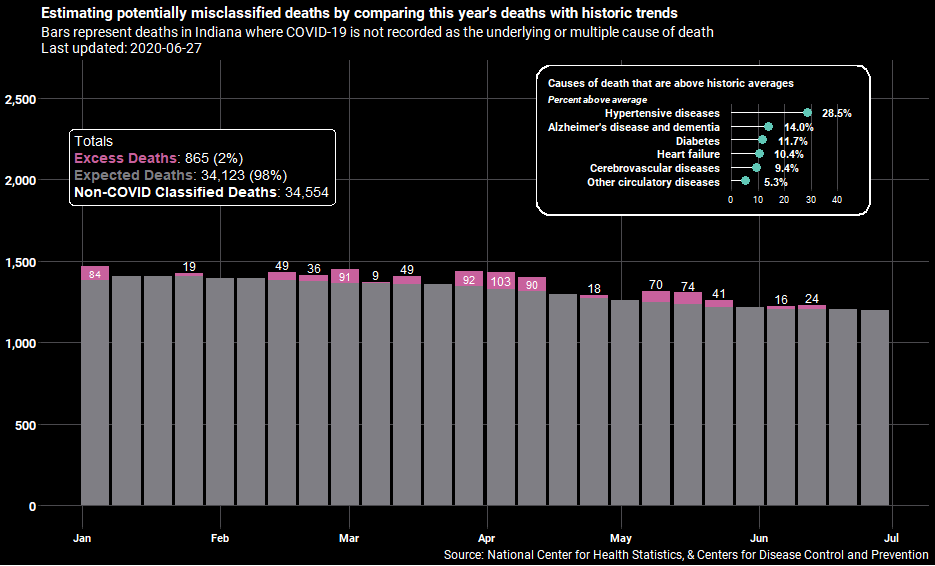 Estimating potentially misclassified deaths by comparing this year's deaths with historic trends
Bars represent deaths in Indiana where COVID-19 is not recorded as the underlying or multiple cause of death
Last updated: 2020-06-27
Causes of death that are above historic averages
Percent above average
Hypertensive diseases 28.5%
Alzheimer's disease and dementia 14.0%
Diabetes 11.7%
Heart failure 10.4%
Cerebrovascular diseases 9.4%
Other circulatory diseases 5.3%
0 10 20 30 40
Totals
Excess Deaths: 865 (2%)
Expected Deaths: 34,123 (98%)
Non-COVID Classified Deaths: 34,554
2,500
2,000
1,500
1,000
500
0
84 19 49 36 91 9 49 92 103 90 18 70 74 41 16 24
Jan Feb Mar Apr May Jun Jul
Source: National Center for Health Statistics, & Centers for Disease Control and Prevention